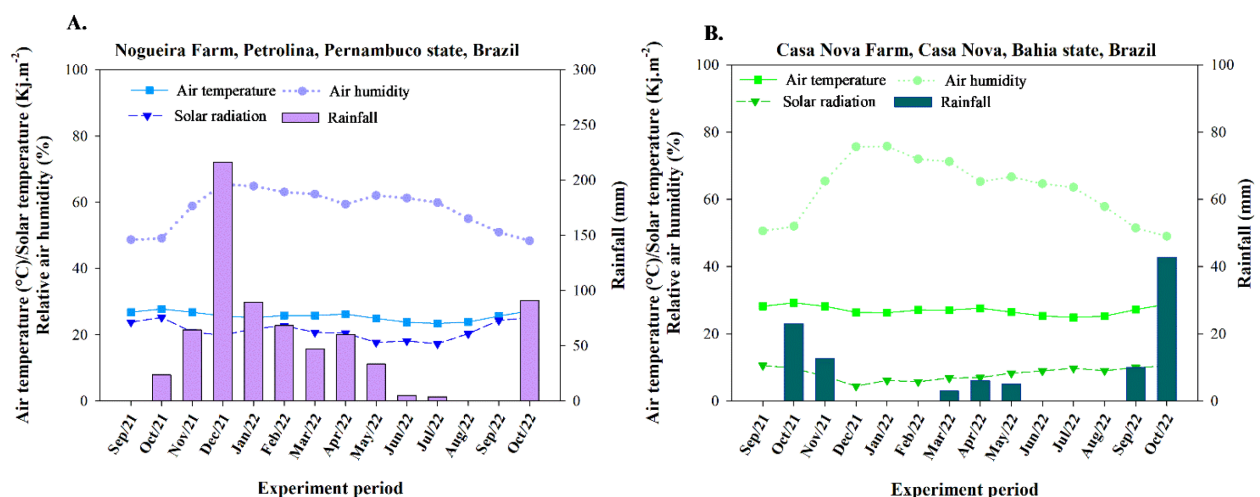 A.
Nogueira Farm, Petrolina, Pernambuco state, Brazil
Air temperature (°C)/Solar temperature (Kj.m⁻²)
Relative air humidity (%)
100
80
60
40
20
0
Air temperature
Air humidity
Solar radiation
Rainfall
300
250
200
150
100
50
0
Rainfall (mm)
Sep/21
Oct/21
Nov/21
Dec/21
Jan/22
Feb/22
Mar/22
Apr/22
May/22
Jun/22
Jul/22
Aug/22
Sep/22
Oct/22
Experiment period
B.
Casa Nova Farm, Casa Nova, Bahia state, Brazil
Air temperature (°C)/Solar temperature (Kj.m⁻²)
Relative air humidity (%)
100
80
60
40
20
0
Air temperature
Air humidity
Solar radiation
Rainfall
100
80
60
40
20
0
Rainfall (mm)
Sep/21
Oct/21
Nov/21
Dec/21
Jan/22
Feb/22
Mar/22
Apr/22
May/22
Jun/22
Jul/22
Aug/22
Sep/22
Oct/22
Experiment period